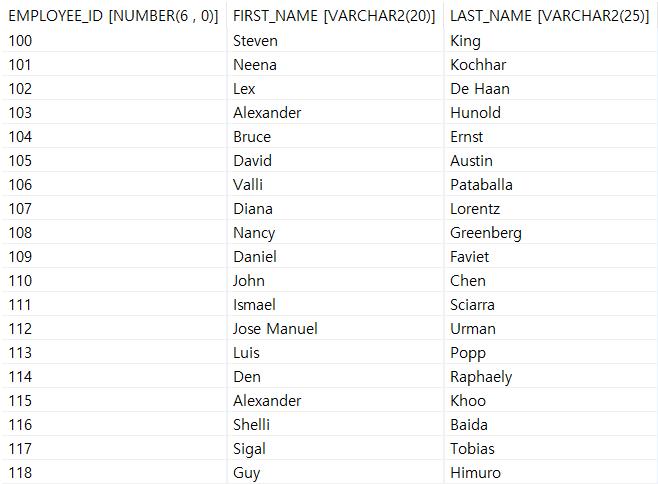 EMPLOYEE_ID [NUMBER(6 , 0)] FIRST_NAME [VARCHAR2(20)] LAST_NAME [VARCHAR2(25)]
100 Steven King
101 Neena Kochhar
102 Lex De Haan
103 Alexander Hunold
104 Bruce Ernst
105 David Austin
106 Valli Pataballa
107 Diana Lorentz
108 Nancy Greenberg
109 Daniel Faviet
110 John Chen
111 Ismael Sciarra
112 Jose Manuel Urman
113 Luis Popp
114 Den Raphaely
115 Alexander Khoo
116 Shelli Baida
117 Sigal Tobias
118 Guy Himuro